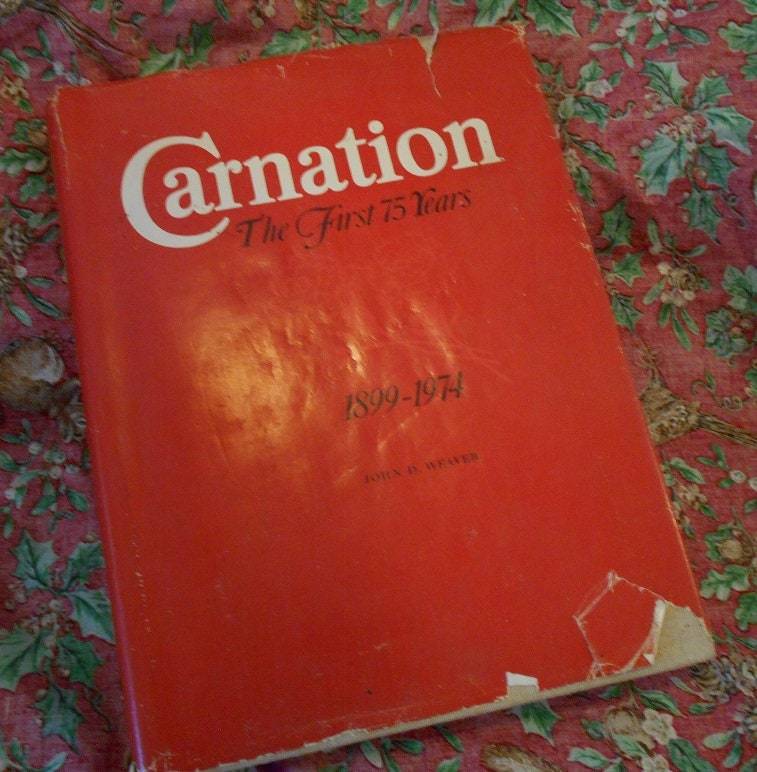 Carnation
The First 75 Years
1899-1974
JOHN D. WEAVER